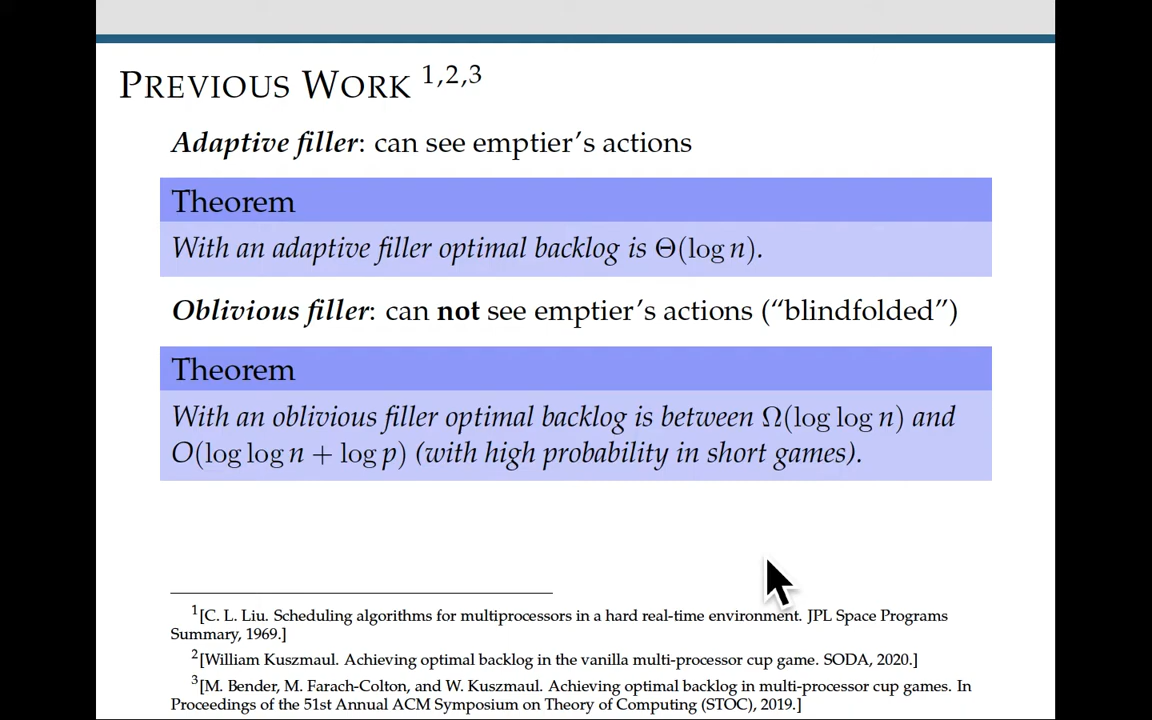 PREVIOUS WORK 1,2,3
Adaptive filler: can see emptier’s actions
Theorem
With an adaptive filler optimal backlog is Θ(log n).
Oblivious filler: can not see emptier’s actions (“blindfolded”)
Theorem
With an oblivious filler optimal backlog is between Ω(log log n) and
O(log log n + log p) (with high probability in short games).
1[C. L. Liu. Scheduling algorithms for multiprocessors in a hard real-time environment. JPL Space Programs
Summary, 1969.]
2[William Kuszmaul. Achieving optimal backlog in the vanilla multi-processor cup game. SODA, 2020.]
3[M. Bender, M. Farach-Colton, and W. Kuszmaul. Achieving optimal backlog in multi-processor cup games. In
Proceedings of the 51st Annual ACM Symposium on Theory of Computing (STOC), 2019.]